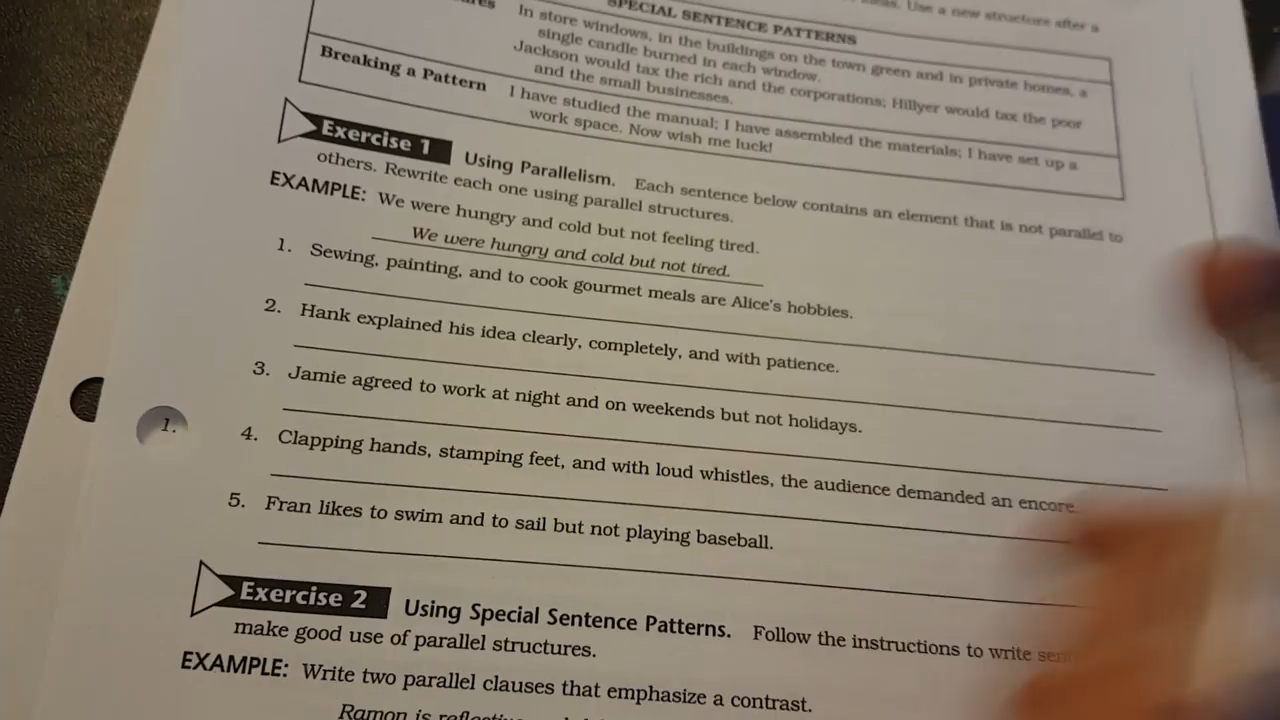 ideas. Use a new structure after a
SPECIAL SENTENCE PATTERNS
In store windows, in the buildings on the town green and in private homes, a
single candle burned in each window.
Jackson would tax the rich and the corporations; Hillyer would tax the poor
and the small businesses.
Breaking a Pattern I have studied the manual; I have assembled the materials; I have set up a
work space. Now wish me luck!
Exercise 1 Using Parallelism. Each sentence below contains an element that is not parallel to
others. Rewrite each one using parallel structures.
EXAMPLE: We were hungry and cold but not feeling tired.
We were hungry and cold but not tired.
1. Sewing, painting, and to cook gourmet meals are Alice's hobbies.
2. Hank explained his idea clearly, completely, and with patience.
3. Jamie agreed to work at night and on weekends but not holidays.
1.
4. Clapping hands, stamping feet, and with loud whistles, the audience demanded an encore.
5. Fran likes to swim and to sail but not playing baseball.
Exercise 2 Using Special Sentence Patterns. Follow the instructions to write
make good use of parallel structures.
EXAMPLE: Write two parallel clauses that emphasize a contrast.
Ramon is